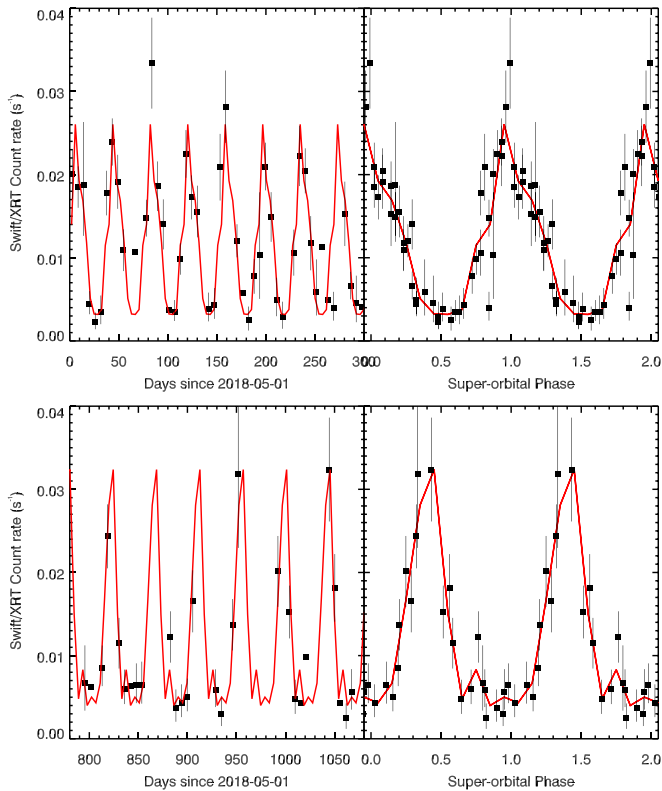 0.04
0.03
0.02
0.01
0.00
Swift/XRT Count rate (s⁻¹)
0 50 100 150 200 250 300
Days since 2018-05-01
0.0 0.5 1.0 1.5 2.0
Super-orbital Phase
0.04
0.03
0.02
0.01
0.00
Swift/XRT Count rate (s⁻¹)
800 850 900 950 1000 1050
Days since 2018-05-01
0.0 0.5 1.0 1.5 2.0
Super-orbital Phase